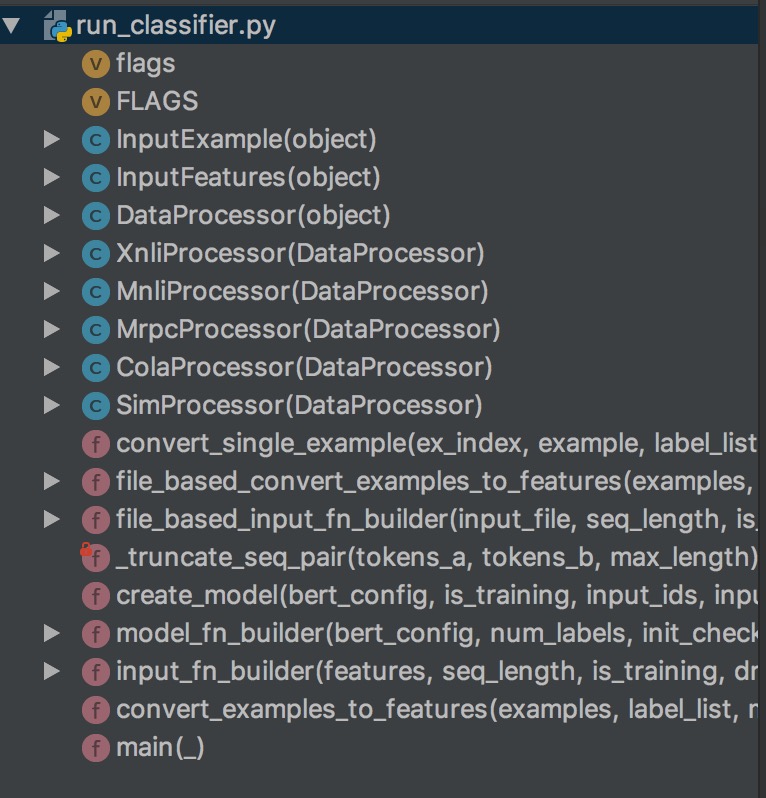 run_classifier.py
V flags
V FLAGS
C InputExample(object)
C InputFeatures(object)
C DataProcessor(object)
C XnliProcessor(DataProcessor)
C MnliProcessor(DataProcessor)
C MrpcProcessor(DataProcessor)
C ColaProcessor(DataProcessor)
C SimProcessor(DataProcessor)
f convert_single_example(ex_index, example, label_list
f file_based_convert_examples_to_features(examples,
f file_based_input_fn_builder(input_file, seq_length, is_
f _truncate_seq_pair(tokens_a, tokens_b, max_length)
f create_model(bert_config, is_training, input_ids, inpu
f model_fn_builder(bert_config, num_labels, init_check
f input_fn_builder(features, seq_length, is_training, dr
f convert_examples_to_features(examples, label_list, m
f main(_)